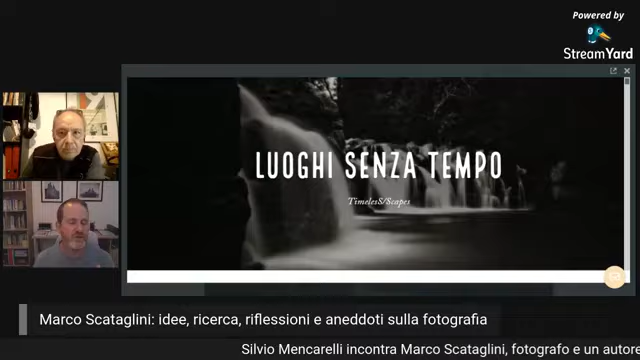 Powered by
StreamYard
LUOGHI SENZA TEMPO
TimelesS/Scapes
Marco Scataglini: idee, ricerca, riflessioni e aneddoti sulla fotografia
Silvio Mencarelli incontra Marco Scataglini, fotografo e un autore